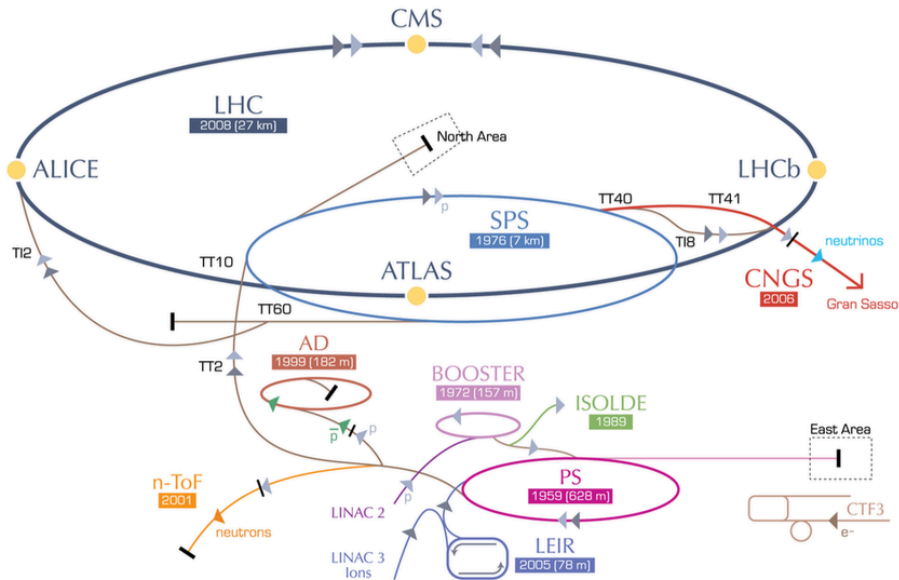 CMS
LHC
2008 (27 km)
North Area
ALICE
LHCb
TT40
TT41
p
SPS
1976 (7 km)
TI8
TI2
TT10
neutrinos
ATLAS
CNGS
2006
Gran Sasso
TT60
AD
1999 (182 m)
TT2
BOOSTER
1972 (157 m)
ISOLDE
1989
p̅
p
East Area
n-ToF
2001
PS
1959 (628 m)
p
LINAC 2
neutrons
CTF3
e-
LINAC 3
Ions
LEIR
2005 (78 m)